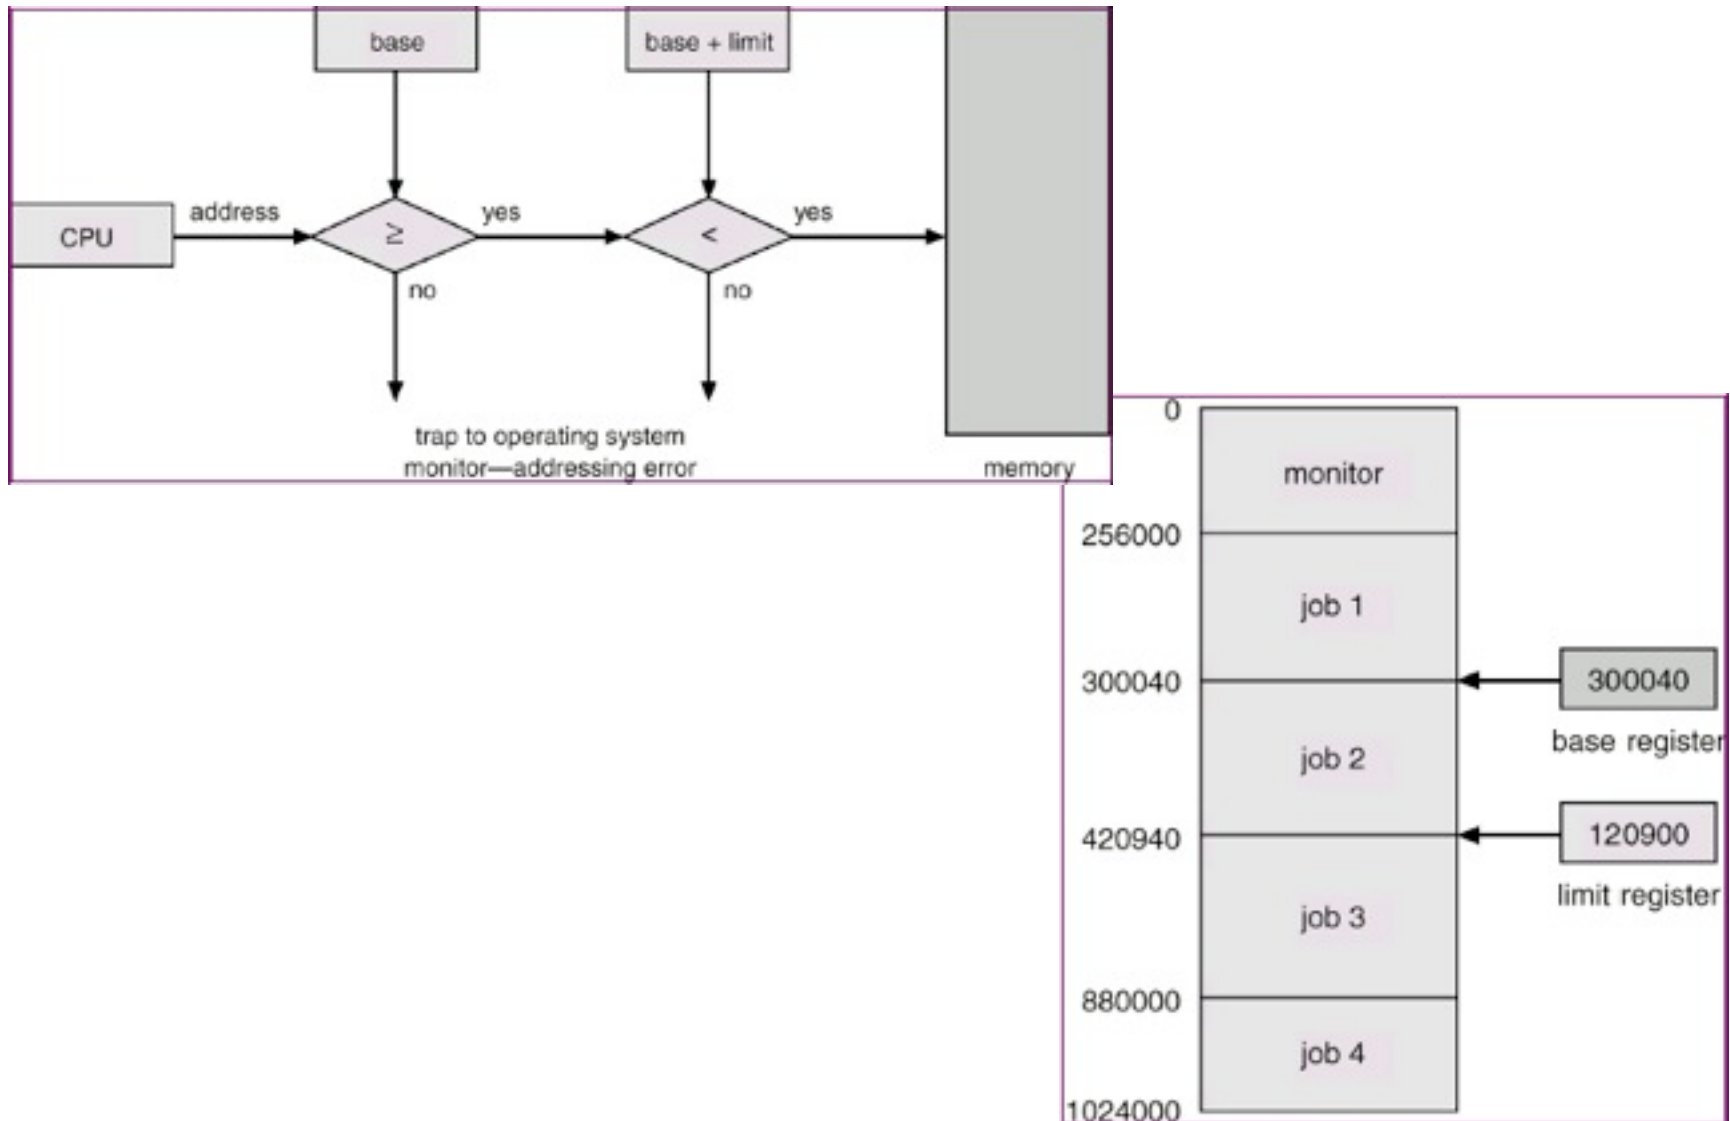 base
base + limit
address
yes
yes
CPU
≥
<
no
no
trap to operating system
monitor—addressing error
memory
0
monitor
256000
job 1
300040
300040
base register
job 2
420940
120900
limit register
job 3
880000
job 4
1024000